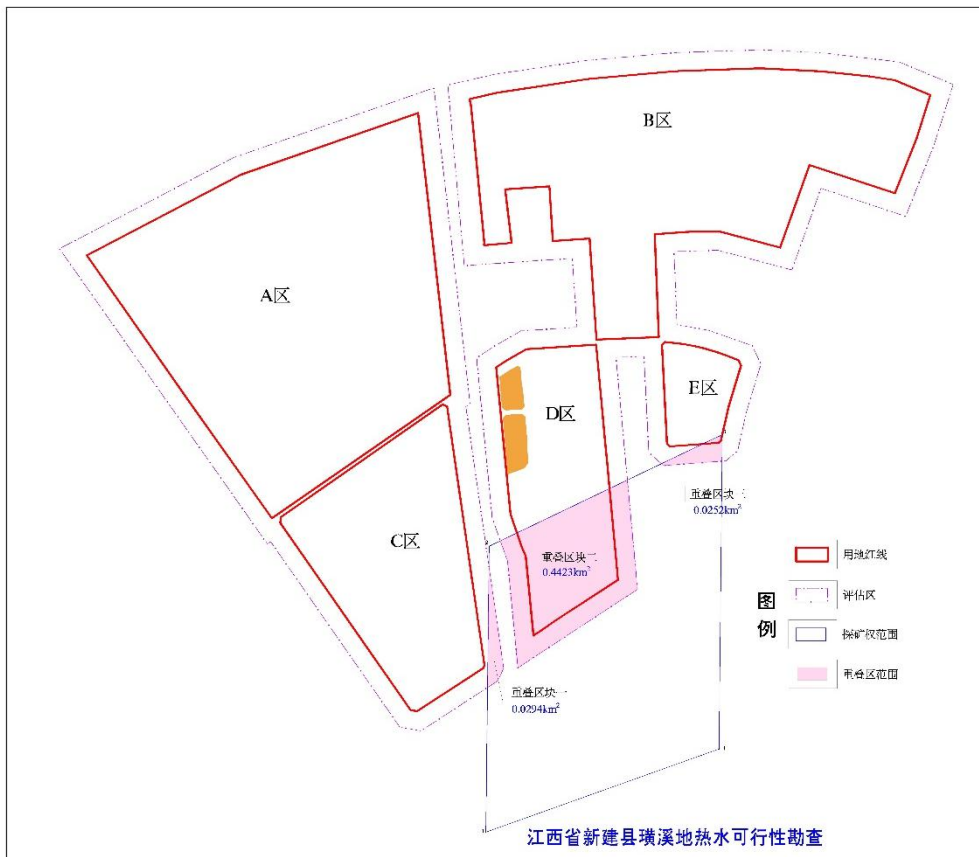 B区
A区
E区
D区
重叠区块三
0.0252km²
C区
重叠区块二
0.4423km²
重叠区块一
0.0294km²
图例
用地红线
评估区
探矿权范围
重叠区范围
江西省新建县璜溪地热水可行性勘查